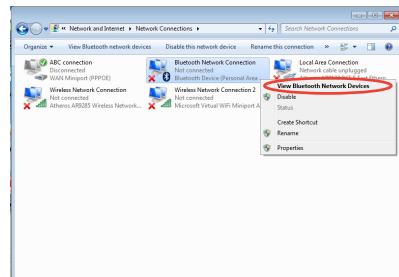 « Network and Internet ▸ Network Connections ▸
Search Network Connections
Organize ▾ View Bluetooth network devices Disable this network device Rename this connection »
ABC connection
Disconnected
WAN Miniport (PPPOE)
Bluetooth Network Connection
Not connected
Bluetooth Device (Personal Area
Local Area Connection
Network cable unplugged
Wireless Network Connection
Not connected
Atheros AR9285 Wireless Network...
Wireless Network Connection 2
Not connected
Microsoft Virtual WiFi Miniport A
View Bluetooth Network Devices
Disable
Status
Create Shortcut
Rename
Properties